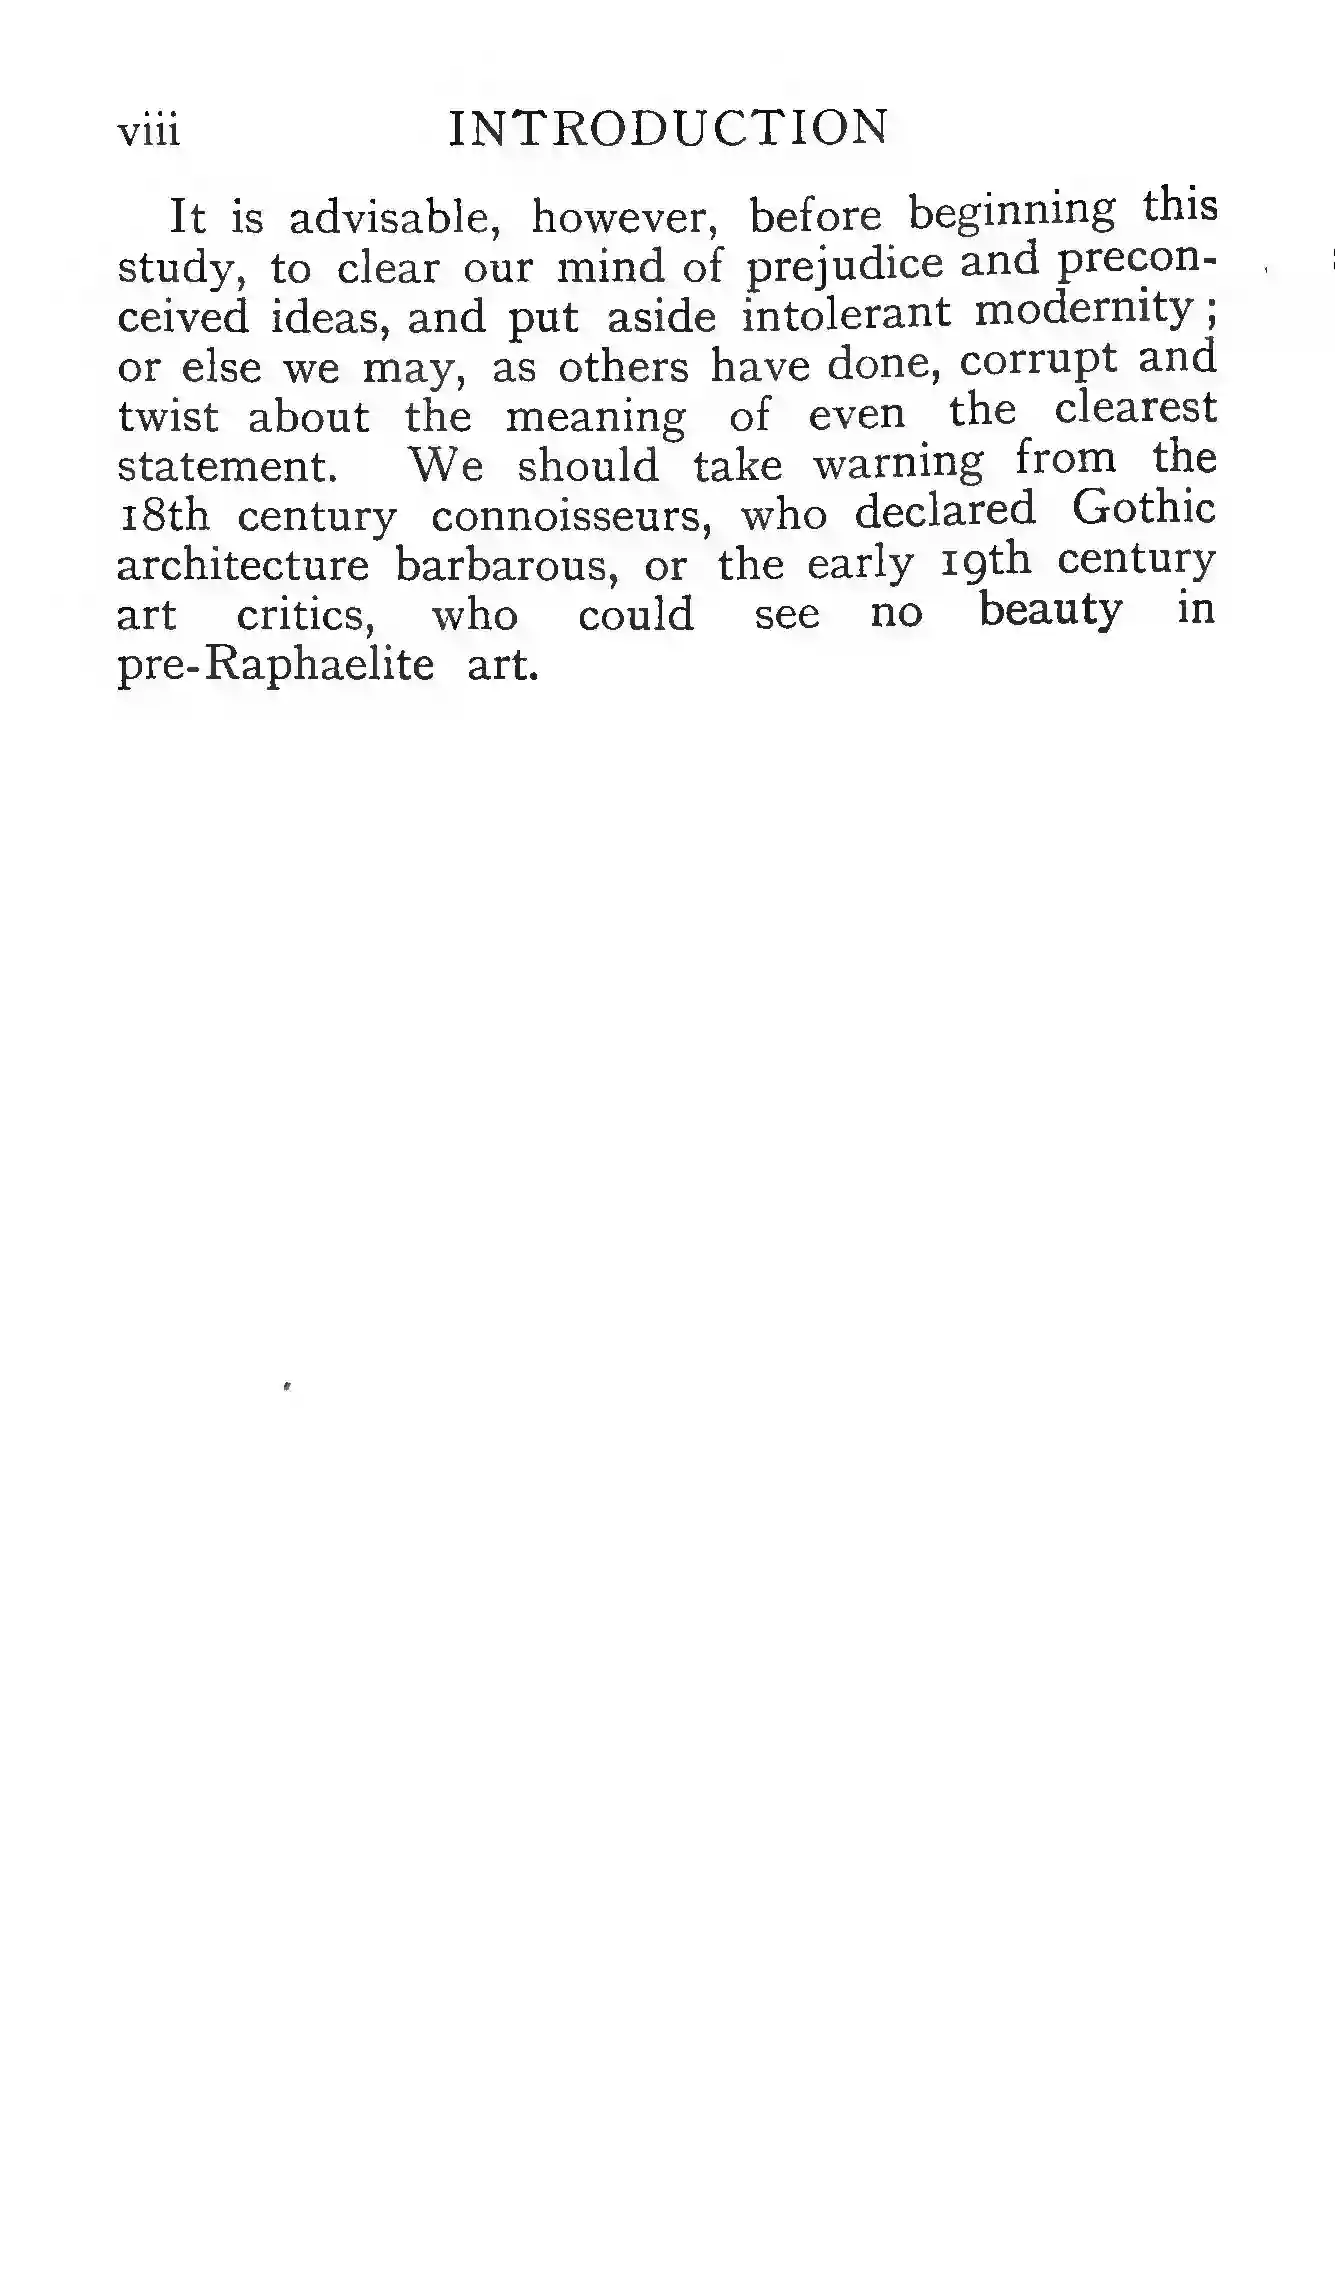 viii INTRODUCTION
It is advisable, however, before beginning this
study, to clear our mind of prejudice and precon-
ceived ideas, and put aside intolerant modernity ;
or else we may, as others have done, corrupt and
twist about the meaning of even the clearest
statement. We should take warning from the
18th century connoisseurs, who declared Gothic
architecture barbarous, or the early 19th century
art critics, who could see no beauty in
pre-Raphaelite art.